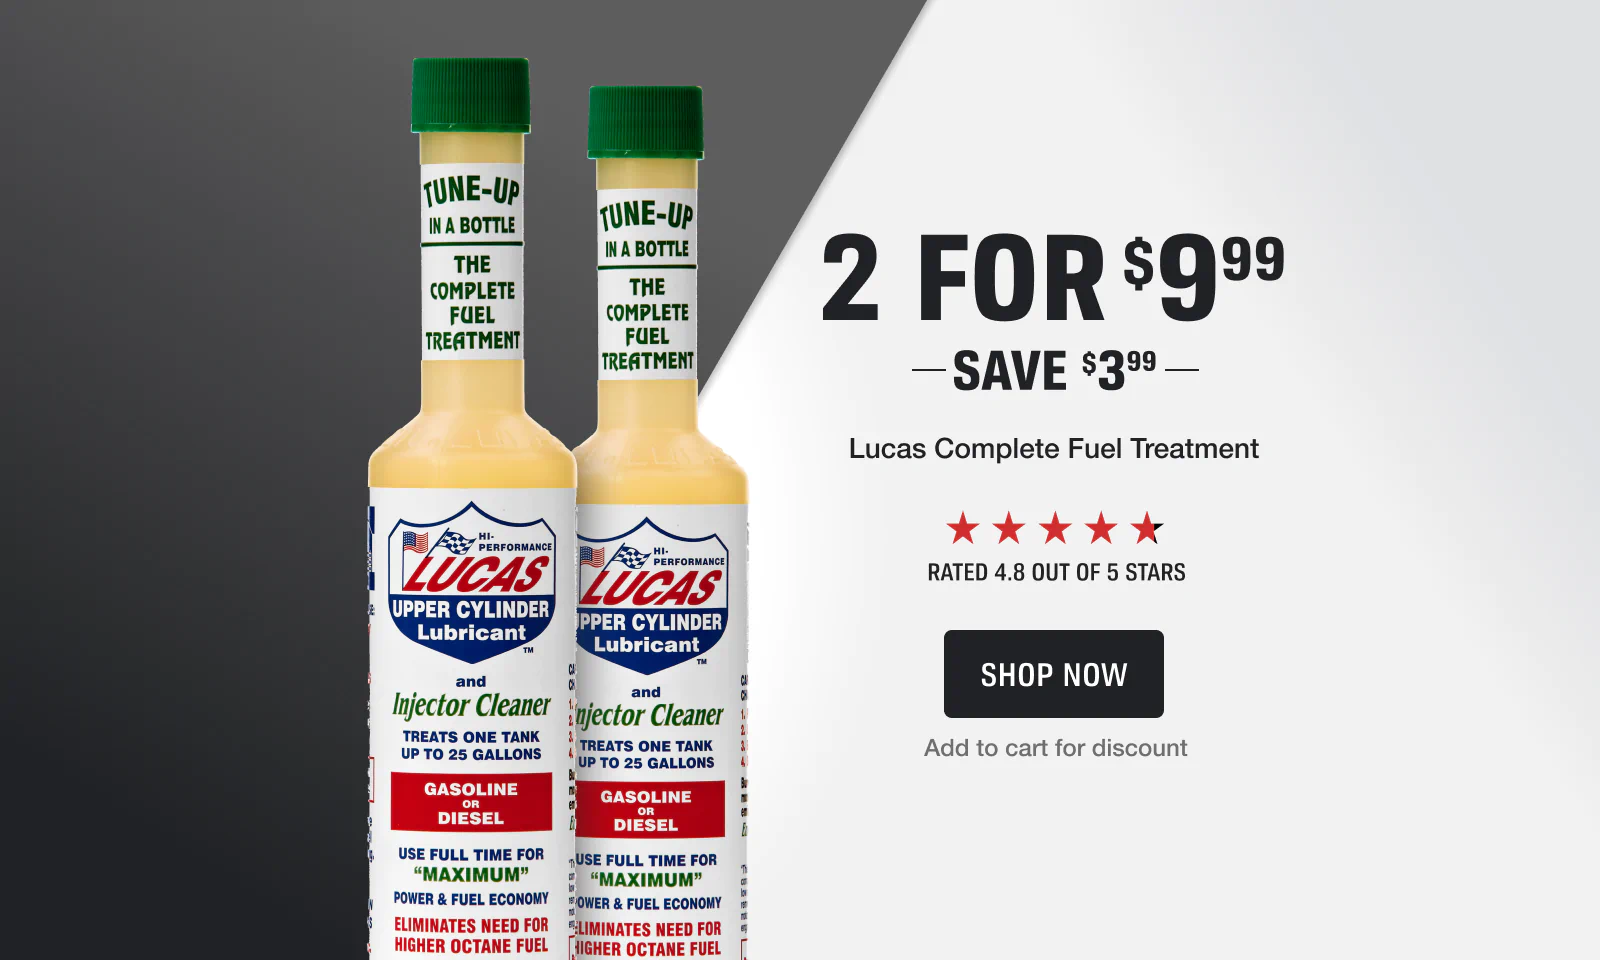 TUNE-UP
IN A BOTTLE
THE
COMPLETE
FUEL
TREATMENT
HI-
PERFORMANCE
LUCAS
UPPER CYLINDER
Lubricant
TM
and
Injector Cleaner
TREATS ONE TANK
UP TO 25 GALLONS
GASOLINE
OR
DIESEL
USE FULL TIME FOR
“MAXIMUM”
POWER & FUEL ECONOMY
ELIMINATES NEED FOR
HIGHER OCTANE FUEL
TUNE-UP
IN A BOTTLE
THE
COMPLETE
FUEL
TREATMENT
HI-
PERFORMANCE
LUCAS
UPPER CYLINDER
Lubricant
TM
and
Injector Cleaner
TREATS ONE TANK
UP TO 25 GALLONS
GASOLINE
OR
DIESEL
USE FULL TIME FOR
“MAXIMUM”
POWER & FUEL ECONOMY
ELIMINATES NEED FOR
HIGHER OCTANE FUEL
2 FOR $999
SAVE $399
Lucas Complete Fuel Treatment
RATED 4.8 OUT OF 5 STARS
SHOP NOW
Add to cart for discount